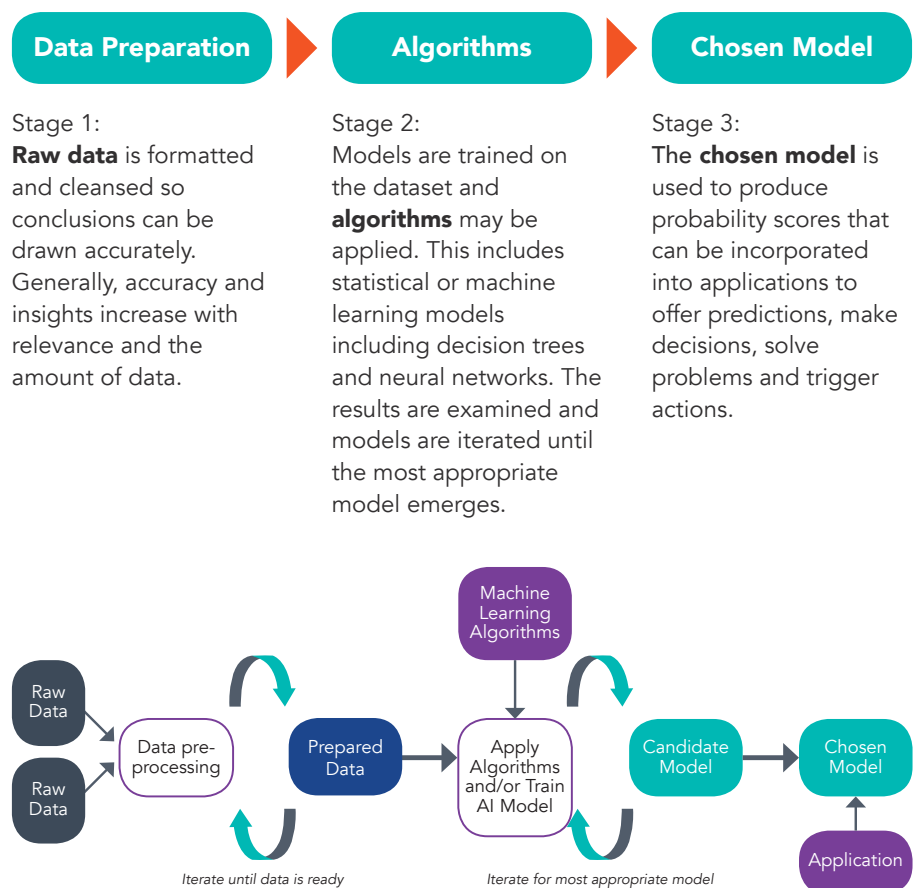 Data Preparation
Algorithms
Chosen Model
Stage 1:
Raw data is formatted
and cleansed so
conclusions can be
drawn accurately.
Generally, accuracy and
insights increase with
relevance and the
amount of data.
Stage 2:
Models are trained on
the dataset and
algorithms may be
applied. This includes
statistical or machine
learning models
including decision trees
and neural networks. The
results are examined and
models are iterated until
the most appropriate
model emerges.
Stage 3:
The chosen model is
used to produce
probability scores that
can be incorporated
into applications to
offer predictions, make
decisions, solve
problems and trigger
actions.
Raw
Data
Raw
Data
Data pre-
processing
Prepared
Data
Machine
Learning
Algorithms
Apply
Algorithms
and/or Train
AI Model
Candidate
Model
Chosen
Model
Application
Iterate until data is ready
Iterate for most appropriate model